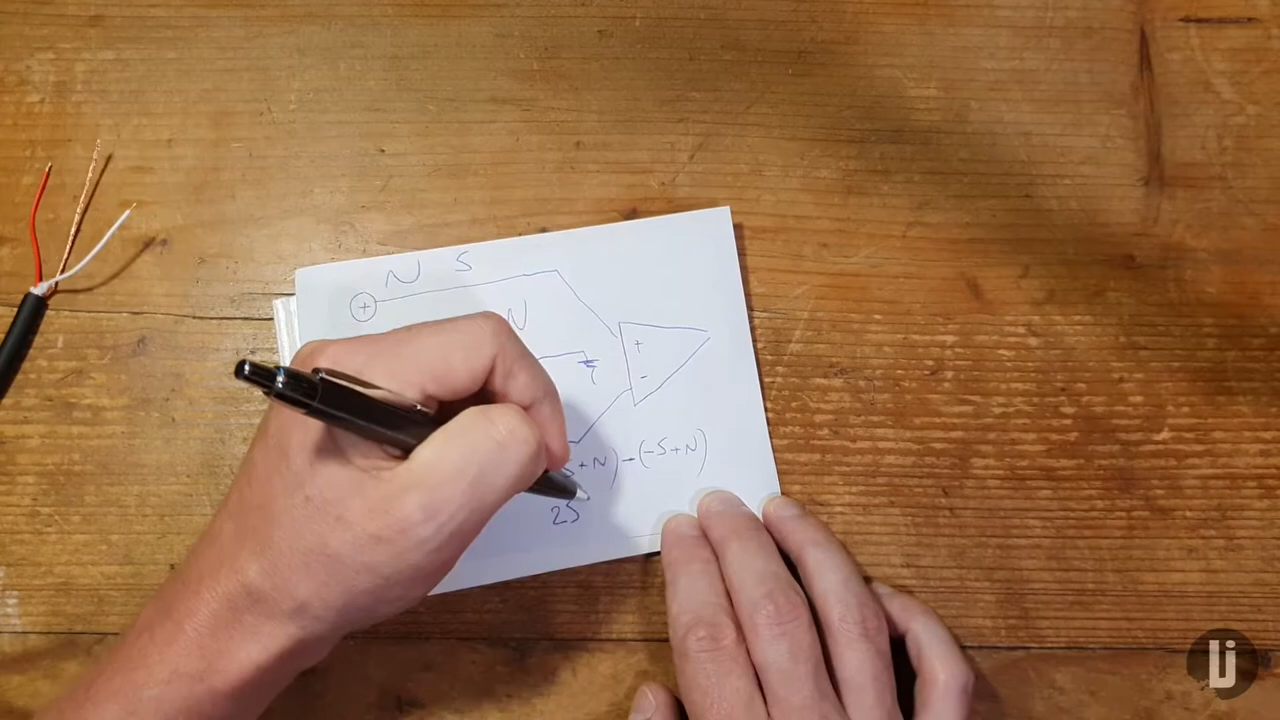 N S
+
N
+
-
S+N) - (-S+N)
2S